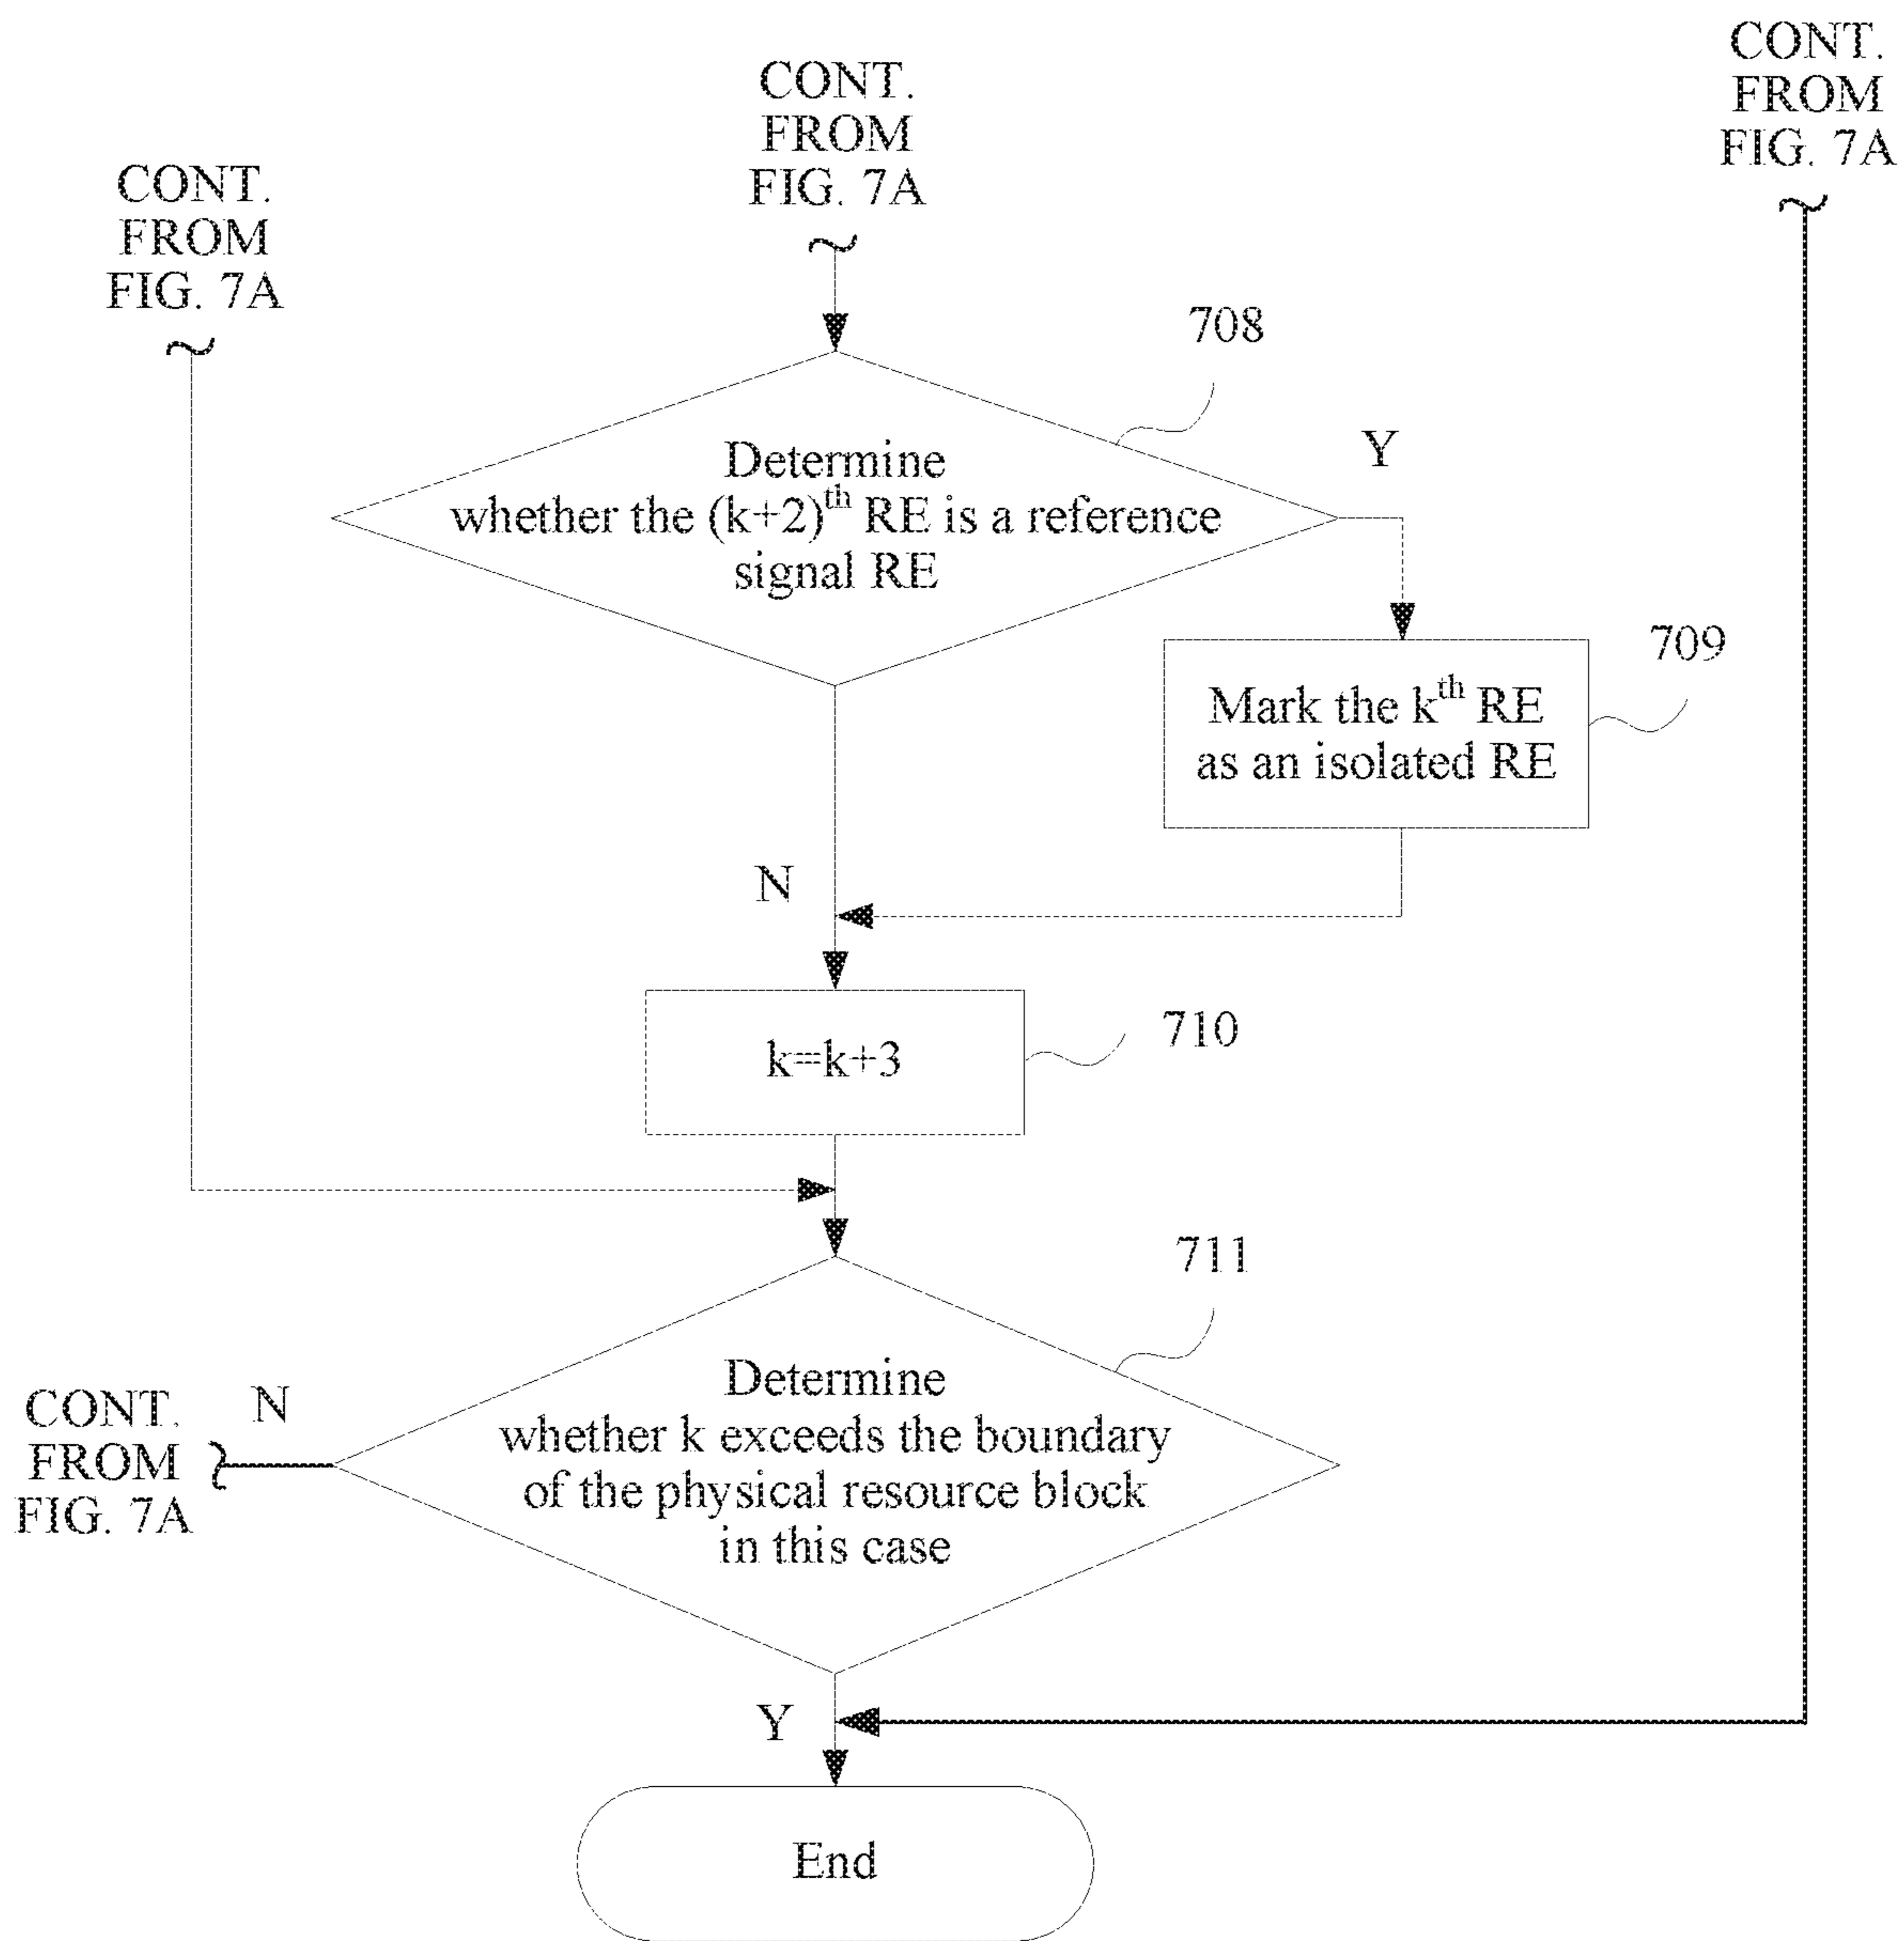 CONT.
FROM
FIG. 7A
CONT.
FROM
FIG. 7A
CONT.
FROM
FIG. 7A
708
Determine
whether the (k+2)th RE is a reference
signal RE
Y
709
Mark the kth RE
as an isolated RE
N
k=k+3
710
711
Determine
whether k exceeds the boundary
of the physical resource block
in this case
N
CONT.
FROM
FIG. 7A
Y
End